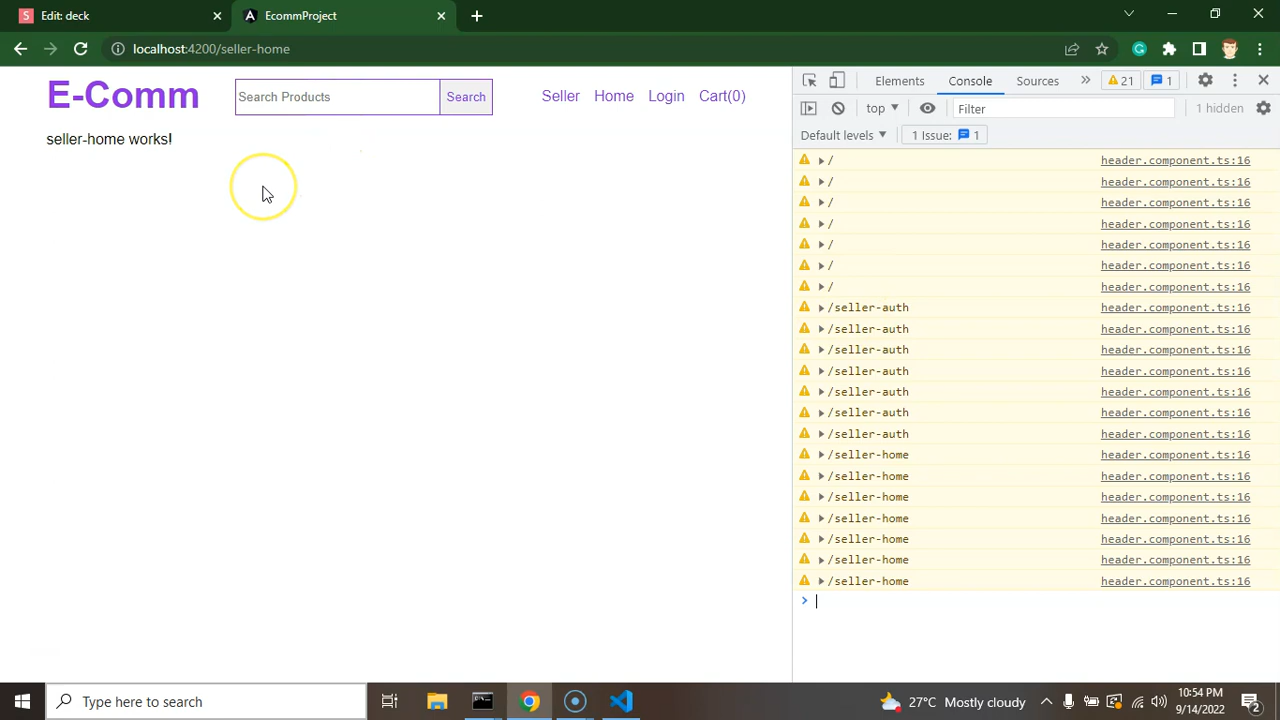 Edit: deck
EcommProject
localhost:4200/seller-home
E-Comm
Search Products
Search
Seller
Home
Login
Cart(0)
seller-home works!
Elements
Console
Sources
»
21
1
top
Filter
1 hidden
Default levels
1 Issue:
1
/ header.component.ts:16
/ header.component.ts:16
/ header.component.ts:16
/ header.component.ts:16
/ header.component.ts:16
/ header.component.ts:16
/ header.component.ts:16
/seller-auth header.component.ts:16
/seller-auth header.component.ts:16
/seller-auth header.component.ts:16
/seller-auth header.component.ts:16
/seller-auth header.component.ts:16
/seller-auth header.component.ts:16
/seller-auth header.component.ts:16
/seller-home header.component.ts:16
/seller-home header.component.ts:16
/seller-home header.component.ts:16
/seller-home header.component.ts:16
/seller-home header.component.ts:16
/seller-home header.component.ts:16
/seller-home header.component.ts:16
Type here to search
27°C Mostly cloudy
10:54 PM
9/14/2022
2